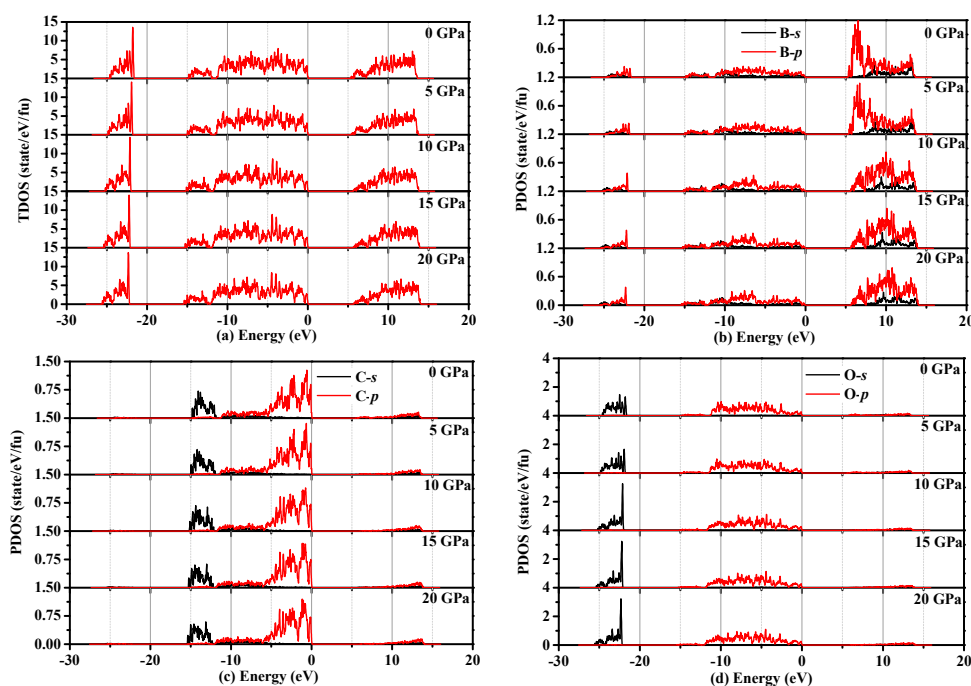 TDOS (state/eV/fu)
15
10
5
15
10
5
15
10
5
15
10
5
15
10
5
0
0 GPa
5 GPa
10 GPa
15 GPa
20 GPa
-30 -20 -10 0 10 20
(a) Energy (eV)
PDOS (state/eV/fu)
1.2
0.6
1.2
0.6
1.2
0.6
1.2
0.6
1.2
0.6
0.0
B-s
B-p
0 GPa
5 GPa
10 GPa
15 GPa
20 GPa
-30 -20 -10 0 10 20
(b) Energy (eV)
PDOS (state/eV/fu)
1.50
0.75
1.50
0.75
1.50
0.75
1.50
0.75
1.50
0.75
0.00
C-s
C-p
0 GPa
5 GPa
10 GPa
15 GPa
20 GPa
-30 -20 -10 0 10 20
(c) Energy (eV)
PDOS (state/eV/fu)
4
2
4
2
4
2
4
2
4
2
0
O-s
O-p
0 GPa
5 GPa
10 GPa
15 GPa
20 GPa
-30 -20 -10 0 10 20
(d) Energy (eV)